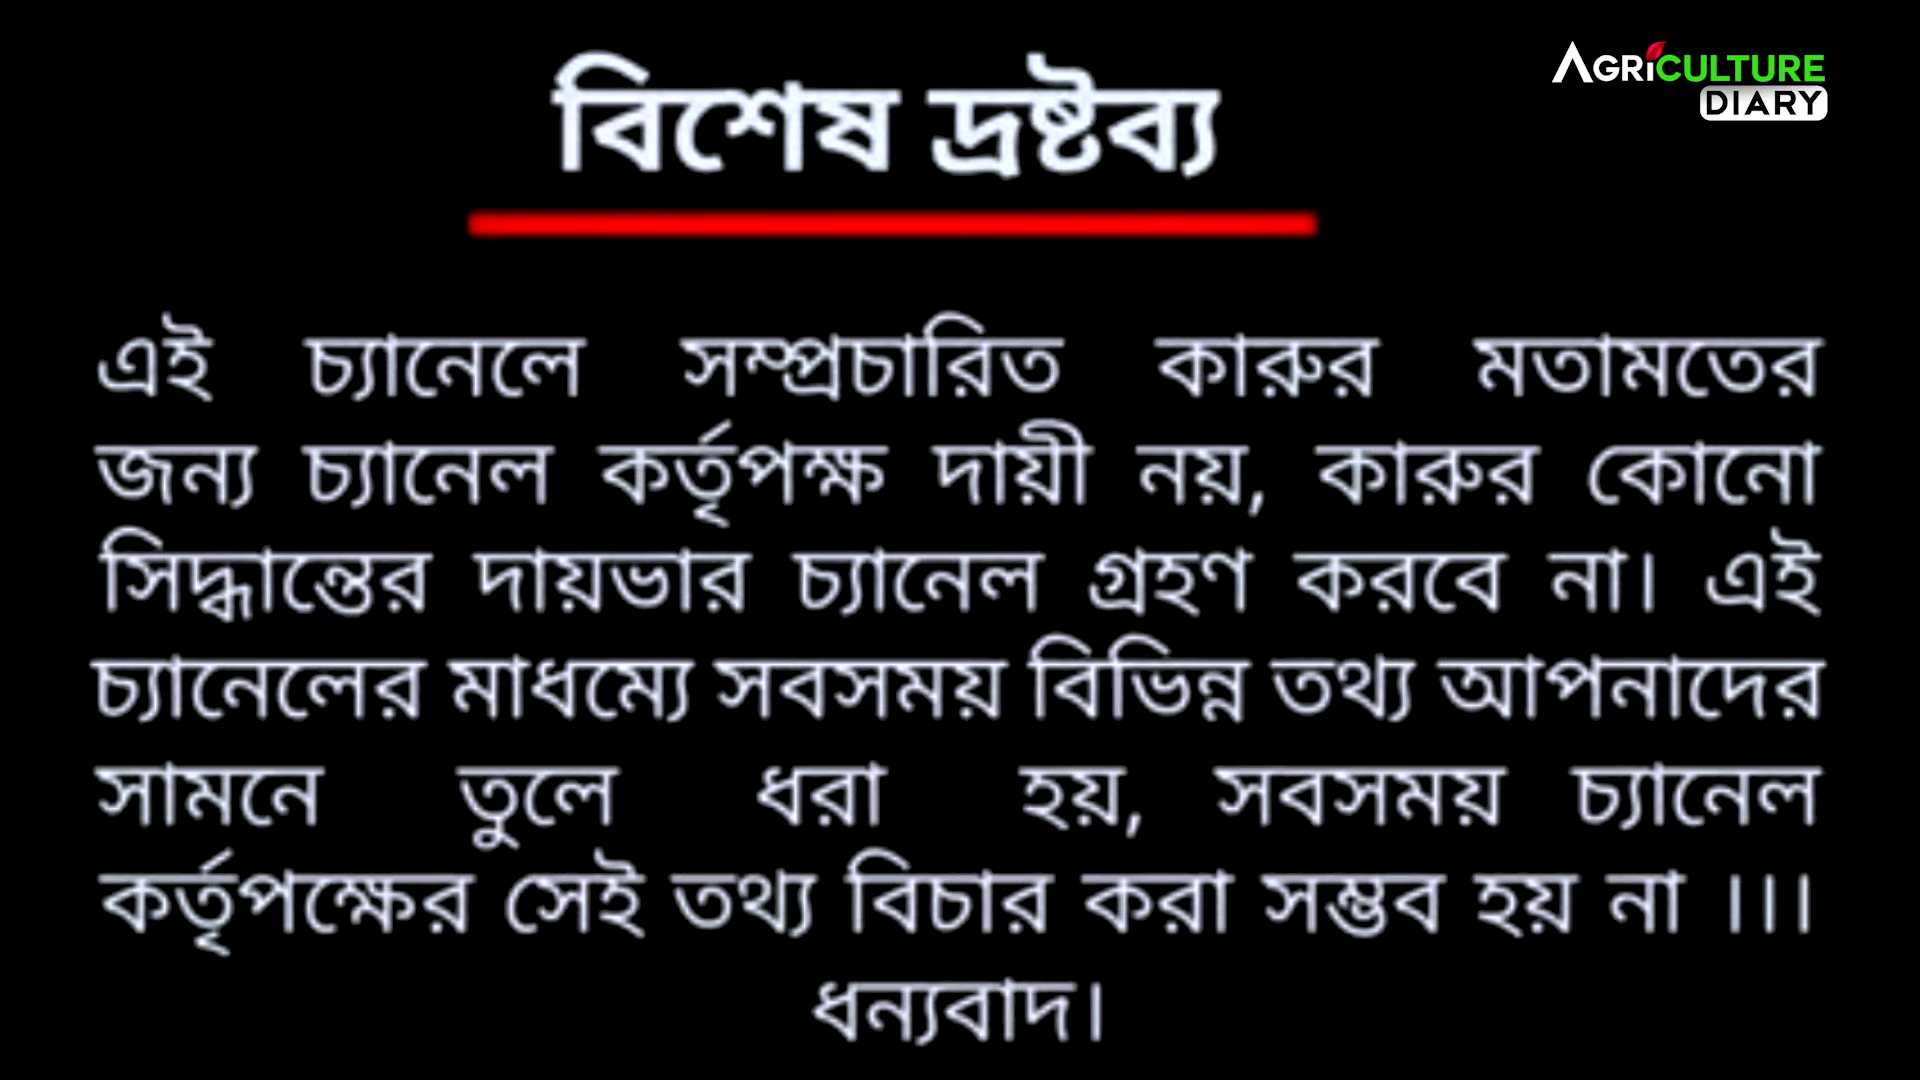 AGRICULTURE
DIARY
বিশেষ দ্রষ্টব্য
এই চ্যানেলে সম্প্রচারিত কারুর মতামতের
জন্য চ্যানেল কর্তৃপক্ষ দায়ী নয়, কারুর কোনো
সিদ্ধান্তের দায়ভার চ্যানেল গ্রহণ করবে না। এই
চ্যানেলের মাধম্যে সবসময় বিভিন্ন তথ্য আপনাদের
সামনে তুলে ধরা হয়, সবসময় চ্যানেল
কর্তৃপক্ষের সেই তথ্য বিচার করা সম্ভব হয় না ।।।
ধন্যবাদ।